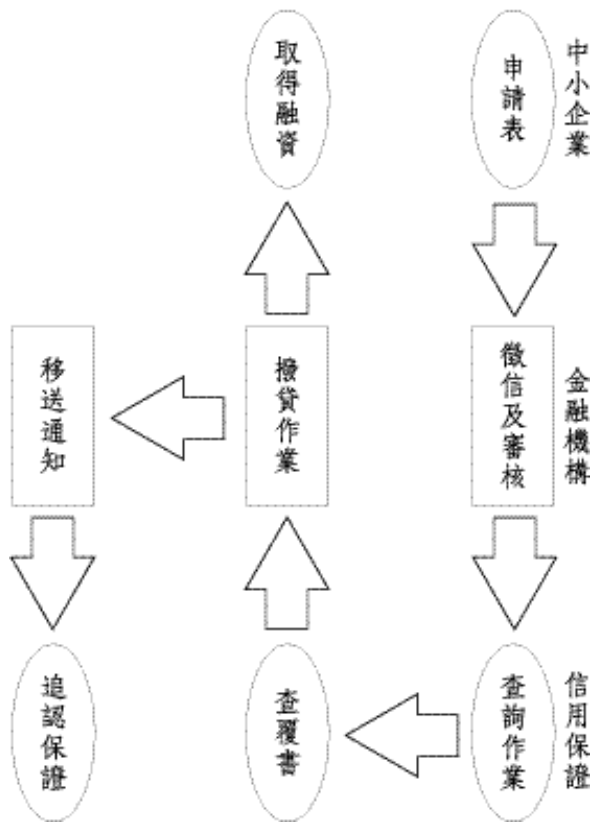 中小企業
申請表
取得融資
金融機構
徵信及審核
撥貸作業
移送通知
信用保證
查詢作業
查覆書
追認保證